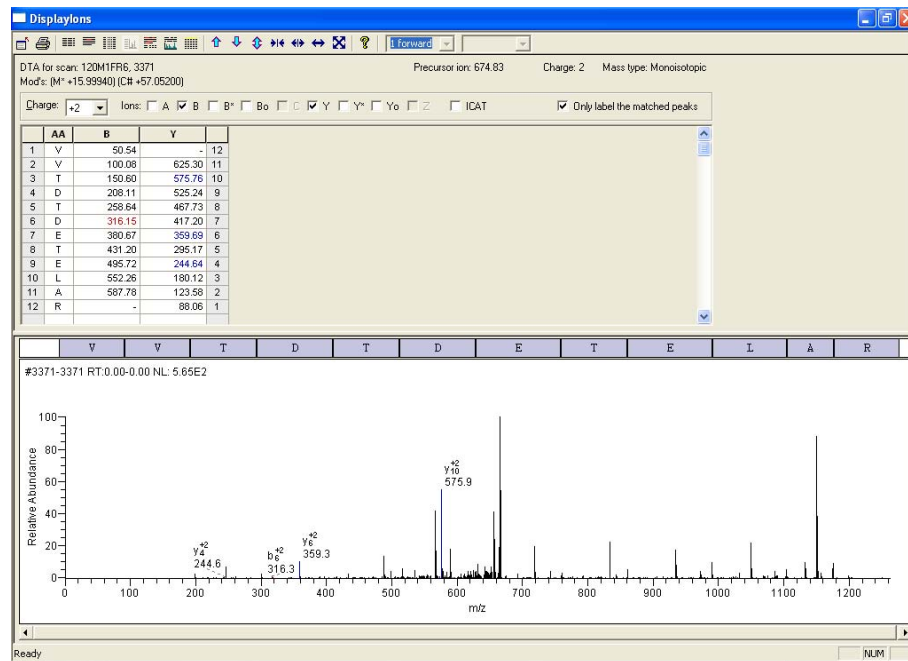 DisplayIons
1 forward
DTA for scan: 120M1FR6, 3371 Precursor ion: 674.83 Charge: 2 Mass type: Monoisotopic
Mod's: (M* +15.99940) (C# +57.05200)
Charge: +2 Ions: A B B* Bo C Y Y* Yo Z ICAT Only label the matched peaks
AA B Y
1 V 50.54 - 12
2 V 100.08 625.30 11
3 T 150.60 575.76 10
4 D 208.11 525.24 9
5 T 258.64 467.73 8
6 D 316.15 417.20 7
7 E 380.67 359.69 6
8 T 431.20 295.17 5
9 E 495.72 244.64 4
10 L 552.26 180.12 3
11 A 587.78 123.58 2
12 R - 88.06 1
V V T D T D E T E L A R
#3371-3371 RT:0.00-0.00 NL: 5.65E2
100
80
60
40
20
0
Relative Abundance
y10+2
575.9
y4+2
244.6
b6+2
316.3
y6+2
359.3
0 100 200 300 400 500 600 700 800 900 1000 1100 1200
m/z
Ready NUM